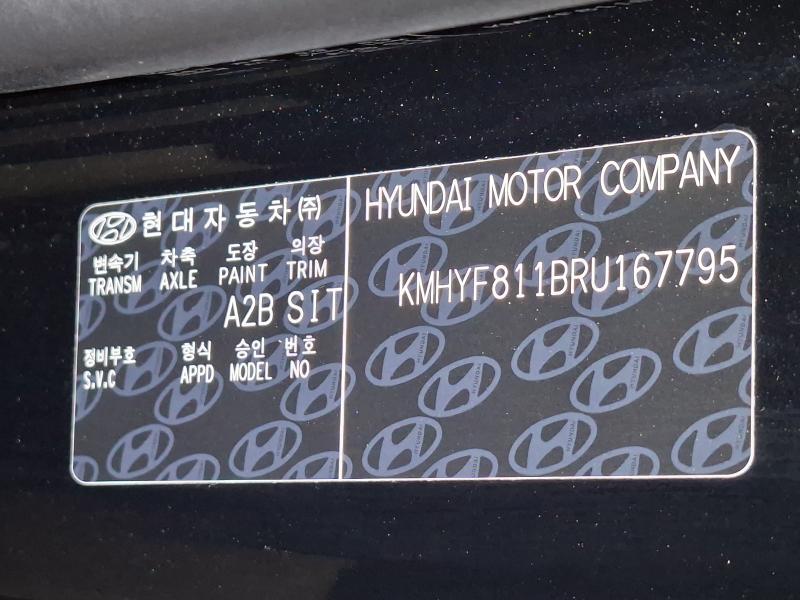 현대자동차(주)
변속기 차축 도장 의장
TRANSM AXLE PAINT TRIM
A2B SIT
정비부호 형식 승인 번호
S.V.C APPD MODEL NO
HYUNDAI MOTOR COMPANY
KMHYF811BRU167795